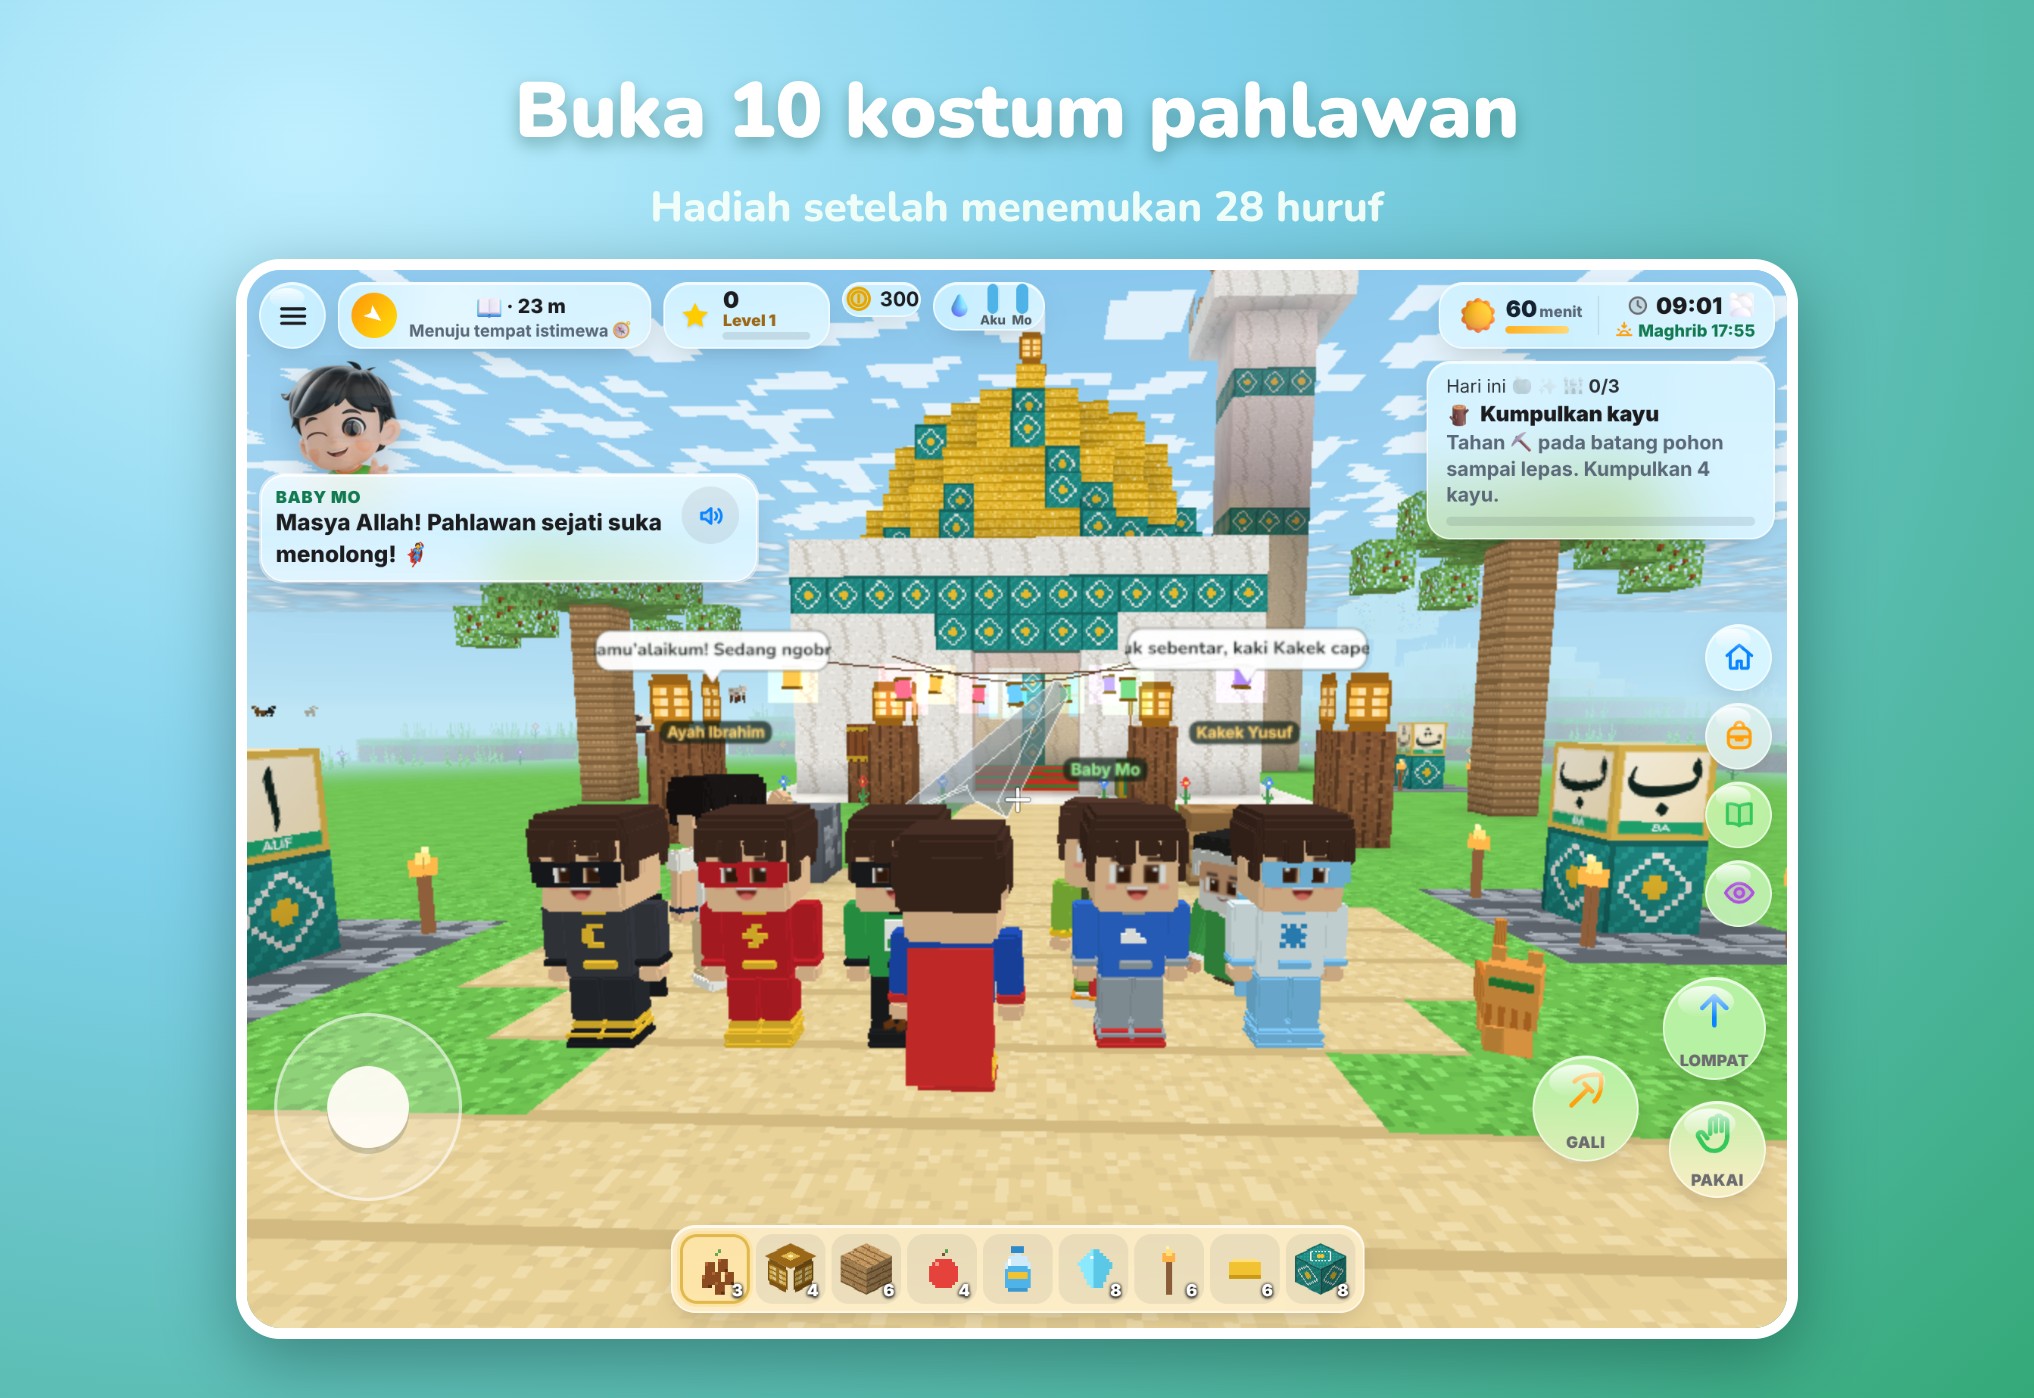 Buka 10 kostum pahlawan
Hadiah setelah menemukan 28 huruf
· 23 m
Menuju tempat istimewa
0
Level 1
300
Aku Mo
60 menit
09:01
Maghrib 17:55
Hari ini 0/3
Kumpulkan kayu
Tahan pada batang pohon
sampai lepas. Kumpulkan 4
kayu.
BABY MO
Masya Allah! Pahlawan sejati suka
menolong!
amu'alaikum! Sedang ngobr
uk sebentar, kaki Kakek cape
Ayah Ibrahim
Kakek Yusuf
Baby Mo
ا
ALIF
ث
ب
BA
ب
BA
LOMPAT
GALI
PAKAI
3
4
6
4
8
6
6
8